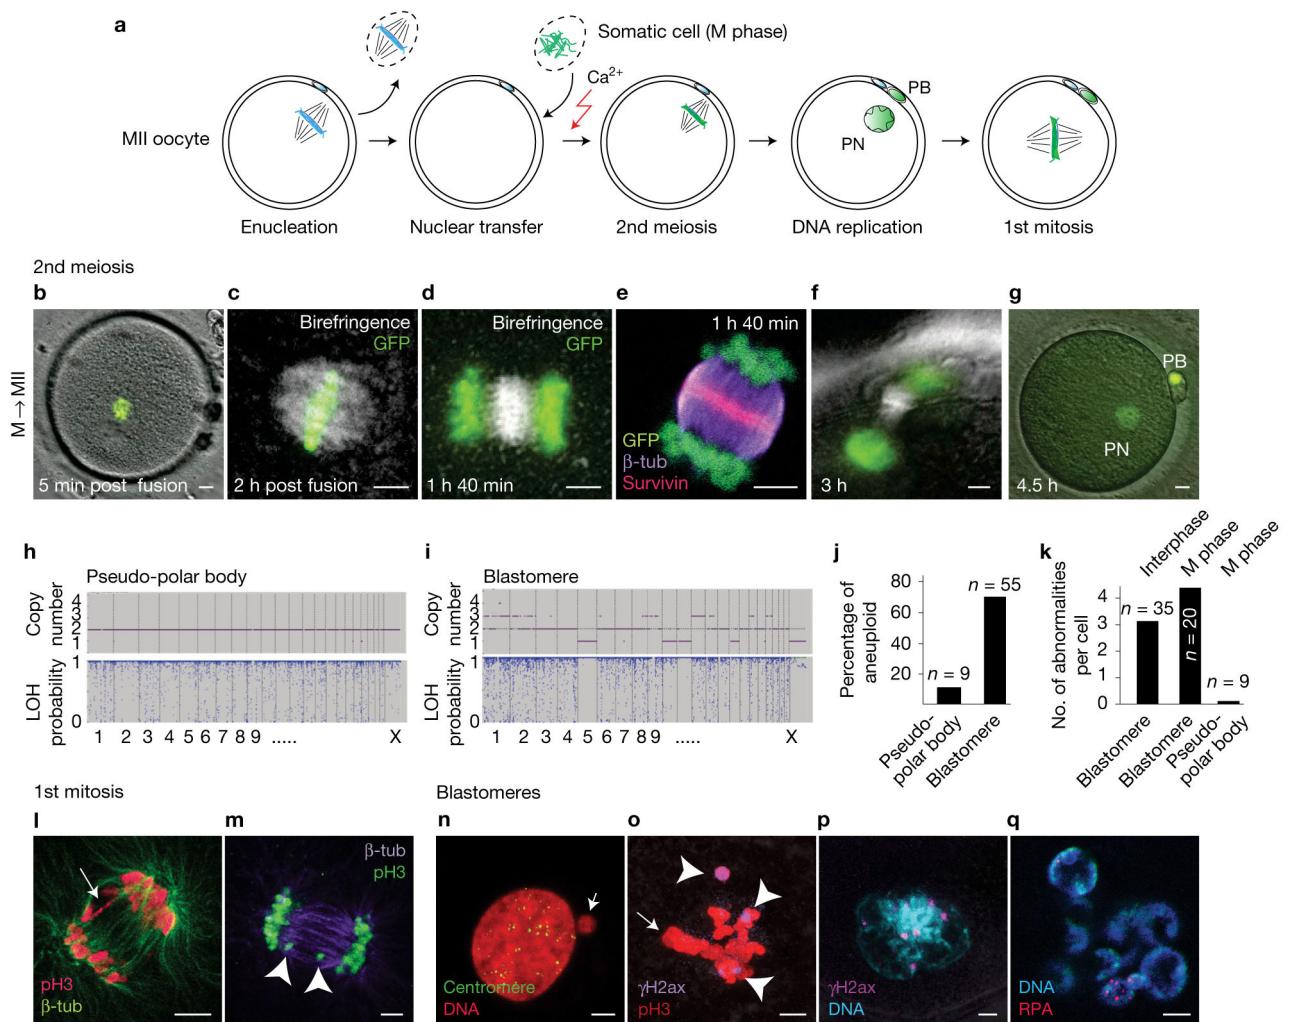 a
Somatic cell (M phase)
Ca2+
MII oocyte
PB
PN
Enucleation
Nuclear transfer
2nd meiosis
DNA replication
1st mitosis
2nd meiosis
b
c
d
e
f
g
M → MII
5 min post fusion
Birefringence
GFP
2 h post fusion
Birefringence
GFP
1 h 40 min
1 h 40 min
GFP
β-tub
Survivin
3 h
PB
PN
4.5 h
h
Pseudo-polar body
Copy
number
4
3
2
1
LOH
probability
1
0
1 2 3 4 5 6 7 8 9 ..... X
i
Blastomere
Copy
number
4
3
2
1
LOH
probability
1
0
1 2 3 4 5 6 7 8 9 ..... X
j
Percentage of
aneuploid
80
60
40
20
n = 9
n = 55
Pseudo-
polar body
Blastomere
k
No. of abnormalities
per cell
4
3
2
1
0
Interphase
M phase
M phase
n = 35
n = 20
n = 9
Blastomere
Blastomere
Pseudo-
polar body
1st mitosis
Blastomeres
l
m
n
o
p
q
pH3
β-tub
β-tub
pH3
Centromere
DNA
γH2ax
pH3
γH2ax
DNA
DNA
RPA